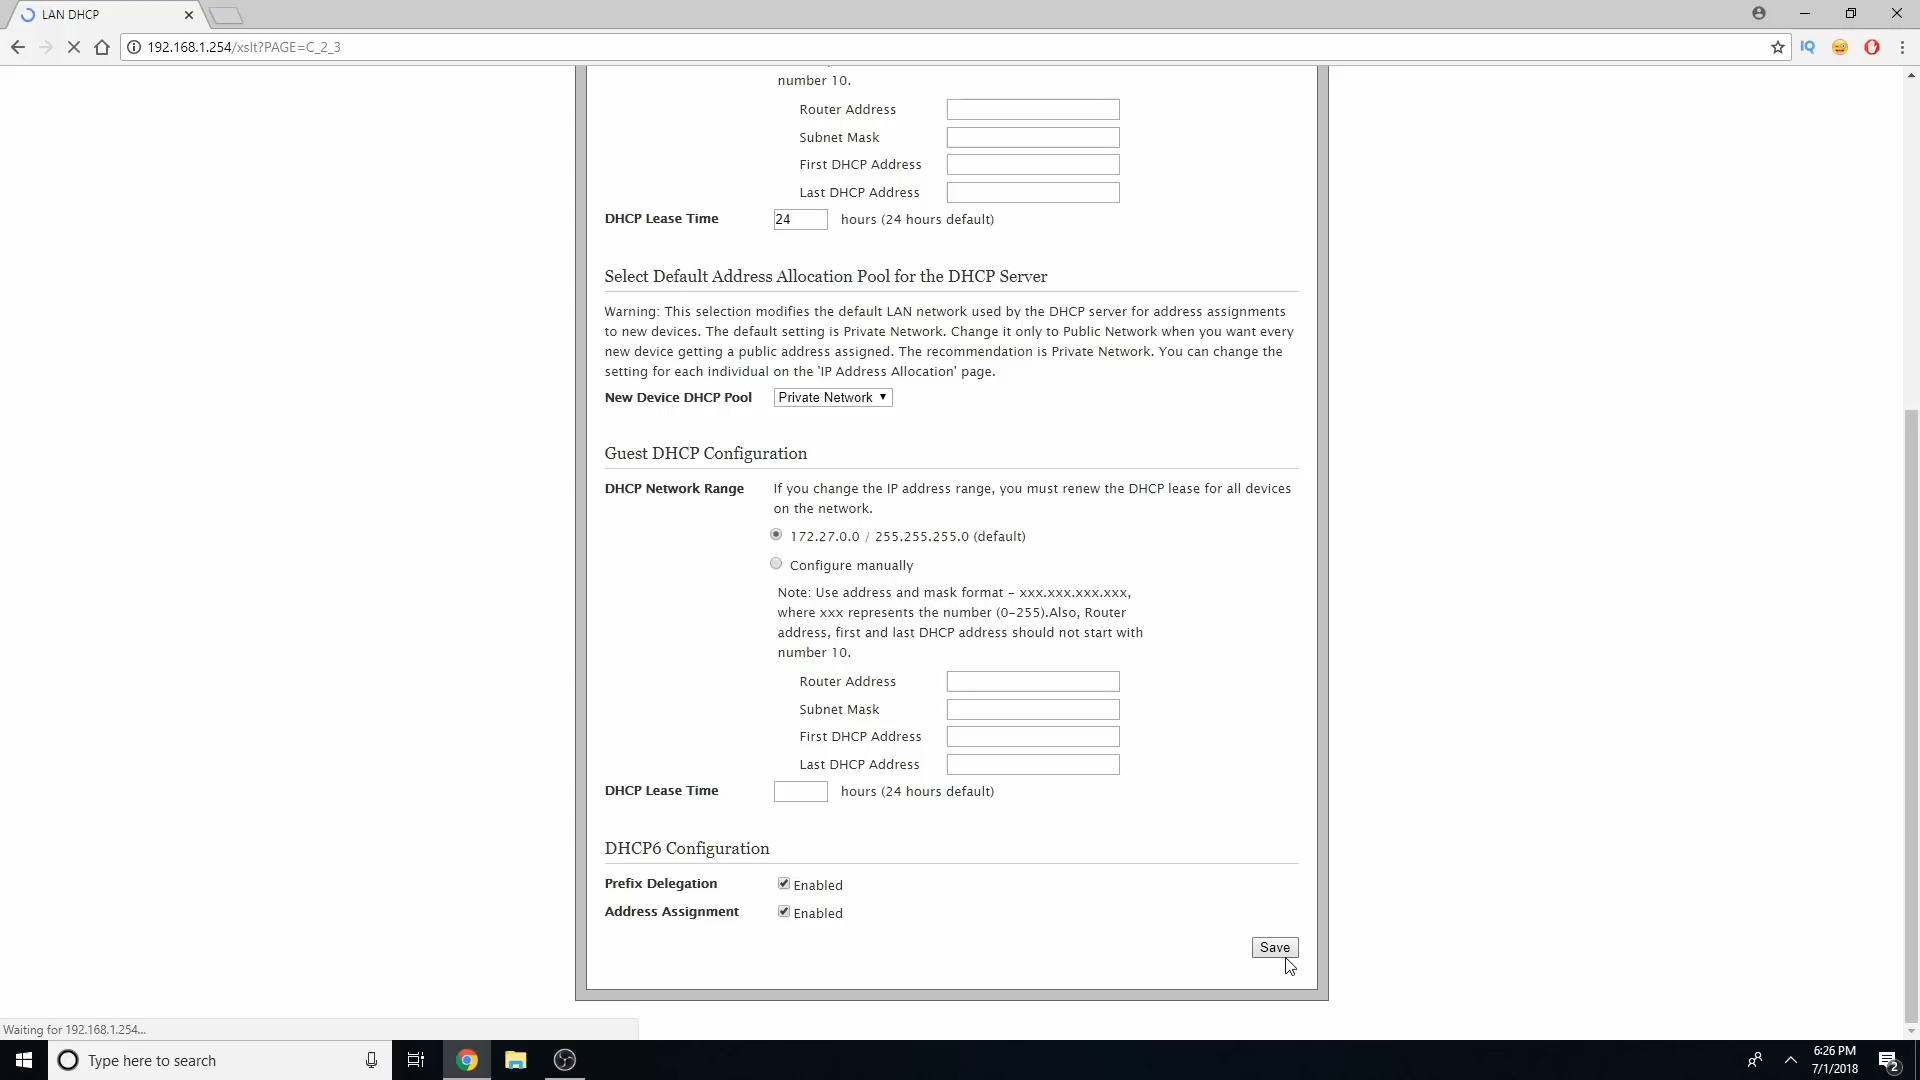 LAN DHCP
192.168.1.254/xslt?PAGE=C_2_3
IQ
number 10.
Router Address
Subnet Mask
First DHCP Address
Last DHCP Address
DHCP Lease Time 24 hours (24 hours default)
Select Default Address Allocation Pool for the DHCP Server
Warning: This selection modifies the default LAN network used by the DHCP server for address assignments
to new devices. The default setting is Private Network. Change it only to Public Network when you want every
new device getting a public address assigned. The recommendation is Private Network. You can change the
setting for each individual on the 'IP Address Allocation' page.
New Device DHCP Pool Private Network
Guest DHCP Configuration
DHCP Network Range If you change the IP address range, you must renew the DHCP lease for all devices
on the network.
172.27.0.0 / 255.255.255.0 (default)
Configure manually
Note: Use address and mask format - xxx.xxx.xxx.xxx,
where xxx represents the number (0-255).Also, Router
address, first and last DHCP address should not start with
number 10.
Router Address
Subnet Mask
First DHCP Address
Last DHCP Address
DHCP Lease Time hours (24 hours default)
DHCP6 Configuration
Prefix Delegation Enabled
Address Assignment Enabled
Save
Waiting for 192.168.1.254...
Type here to search
6:26 PM
7/1/2018
2